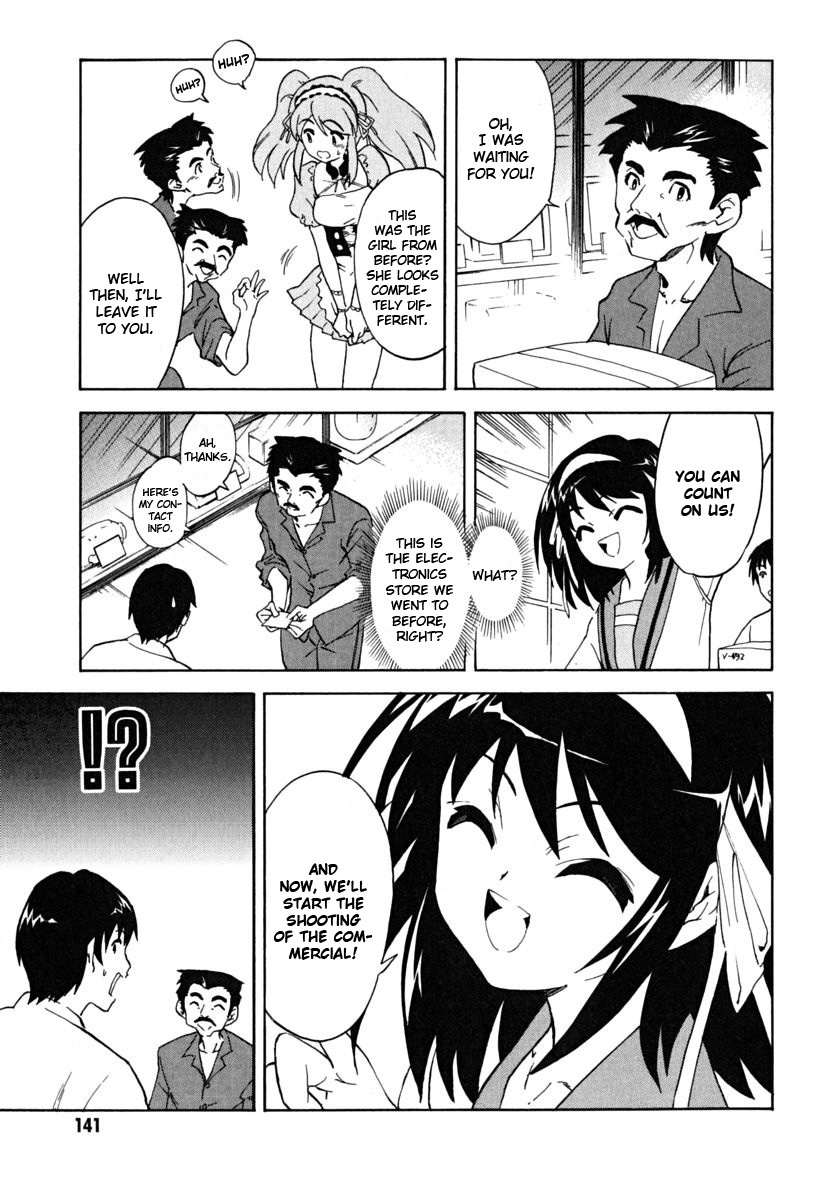 OH,
I WAS
WAITING
FOR YOU!
HUH?
HUH?
THIS
WAS THE
GIRL FROM
BEFORE?
SHE LOOKS
COMPLE-
TELY DIF-
FERENT.
WELL
THEN, I'LL
LEAVE IT
TO YOU.
YOU CAN
COUNT
ON US!
V-492
WHAT?
THIS IS
THE ELEC-
TRONICS
STORE WE
WENT TO
BEFORE,
RIGHT?
AH,
THANKS.
HERE'S
MY CON-
TACT
INFO.
AND
NOW, WE'LL
START THE
SHOOTING
OF THE COM-
MERCIAL!
!?
141